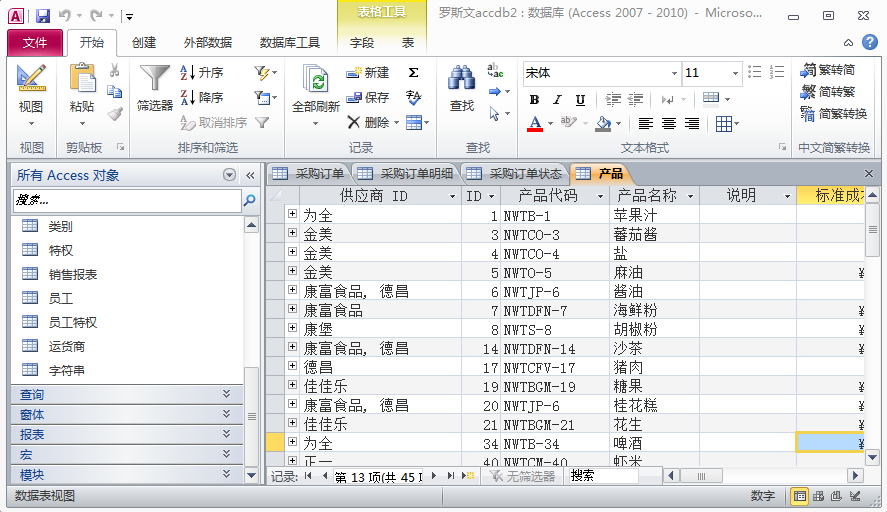 罗斯文accdb2 : 数据库 (Access 2007 - 2010) - Microso...
表格工具
文件 开始 创建 外部数据 数据库工具 字段 表
视图 粘贴 筛选器 升序 降序 取消排序 全部刷新 新建 保存 删除 Σ 查找 宋体 11 繁转简 简转繁 简繁转换
B I U
A ab
视图 剪贴板 排序和筛选 记录 查找 文本格式 中文简繁转换
所有 Access 对象
搜索...
类别
特权
销售报表
员工
员工特权
运货商
字符串
查询
窗体
报表
宏
模块
采购订单 采购订单明细 采购订单状态 产品
供应商 ID ID 产品代码 产品名称 说明 标准成本
为全 1 NWTB-1 苹果汁
金美 3 NWTCO-3 蕃茄酱
金美 4 NWTCO-4 盐
金美 5 NWTO-5 麻油 ¥
康富食品, 德昌 6 NWTJP-6 酱油
康富食品 7 NWTDFN-7 海鲜粉 ¥
康堡 8 NWTS-8 胡椒粉 ¥
康富食品, 德昌 14 NWTDFN-14 沙茶 ¥
德昌 17 NWTCFV-17 猪肉
佳佳乐 19 NWTBGM-19 糖果 ¥
康富食品, 德昌 20 NWTJP-6 桂花糕 ¥
佳佳乐 21 NWTBGM-21 花生 ¥
为全 34 NWTB-34 啤酒 ¥
正一 40 NWTCM-40 虾米
记录: 第 13 项(共 45 项 无筛选器 搜索
数据表视图 数字